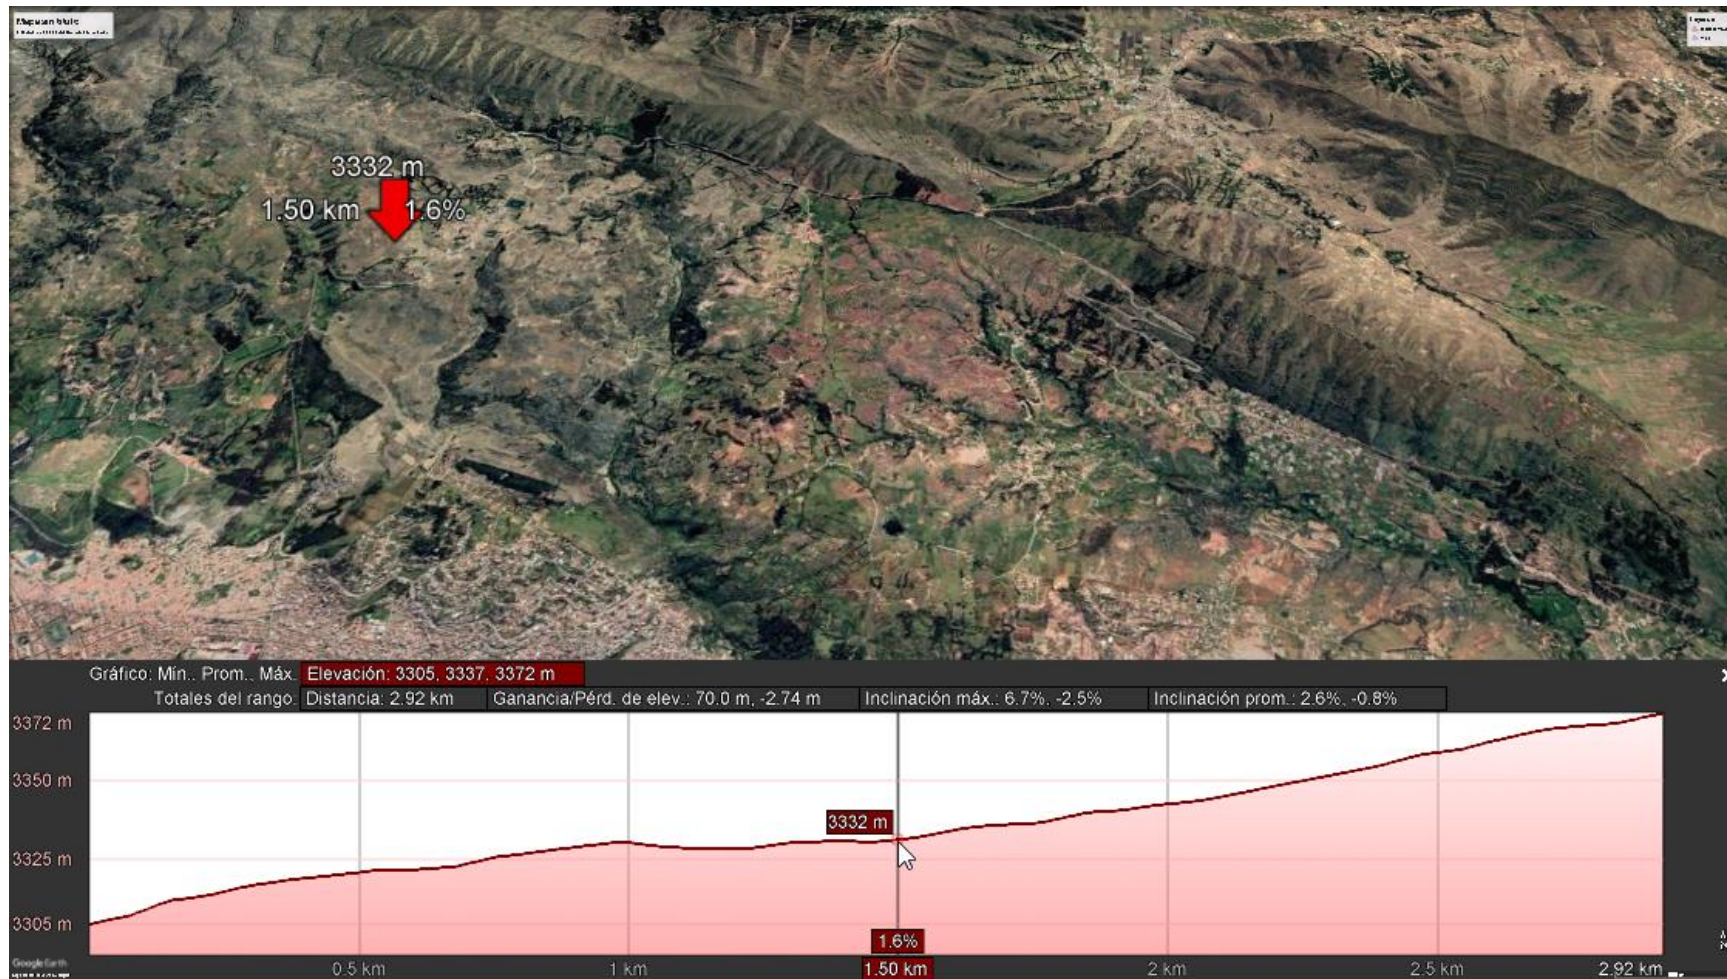 3332 m
1.50 km 1.6%
Gráfico: Mín., Prom., Máx. Elevación: 3305, 3337, 3372 m
Totales del rango: Distancia: 2.92 km Ganancia/Pérd. de elev.: 70.0 m, -2.74 m Inclinación máx.: 6.7%, -2.5% Inclinación prom.: 2.6%, -0.8%
3372 m
3350 m
3332 m
3325 m
3305 m
1.6%
Google Earth
0.5 km 1 km 1.50 km 2 km 2.5 km 2.92 km